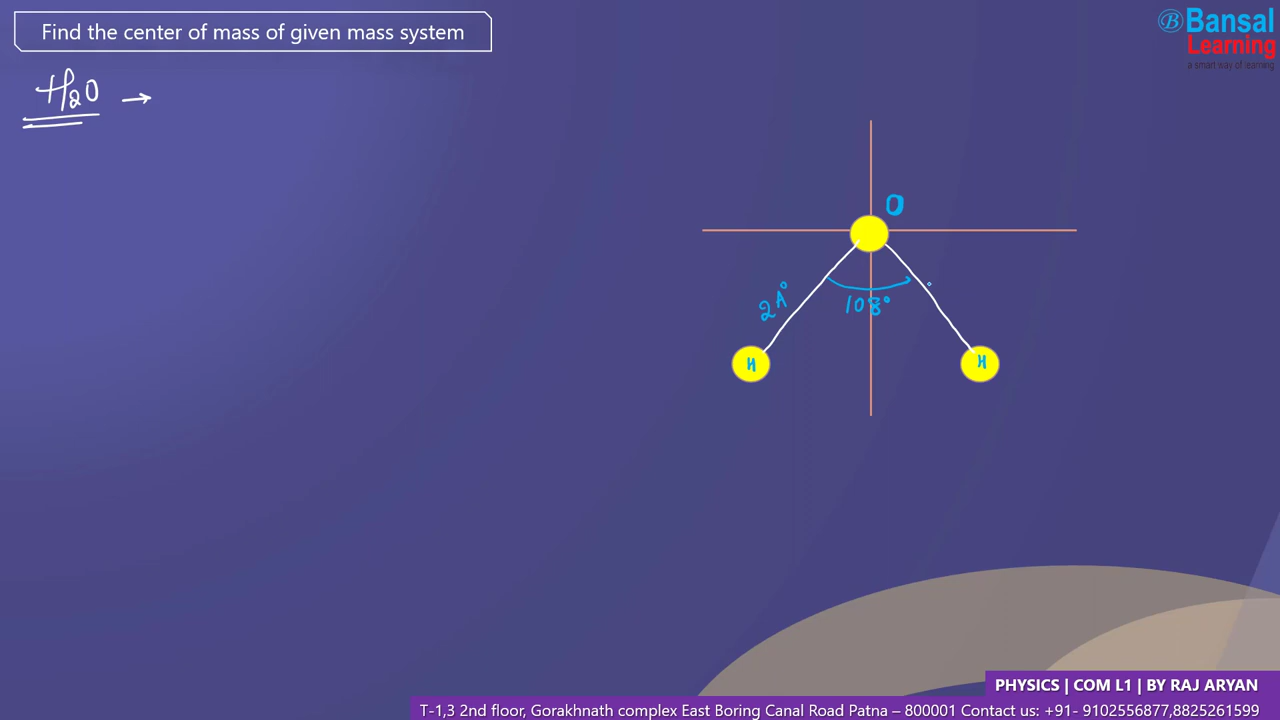 Find the center of mass of given mass system
Bansal
Learning
a smart way of learning
H₂O →
O
2A°
108°
H
H
PHYSICS | COM L1 | BY RAJ ARYAN
T-1,3 2nd floor, Gorakhnath complex East Boring Canal Road Patna – 800001 Contact us: +91- 9102556877,8825261599